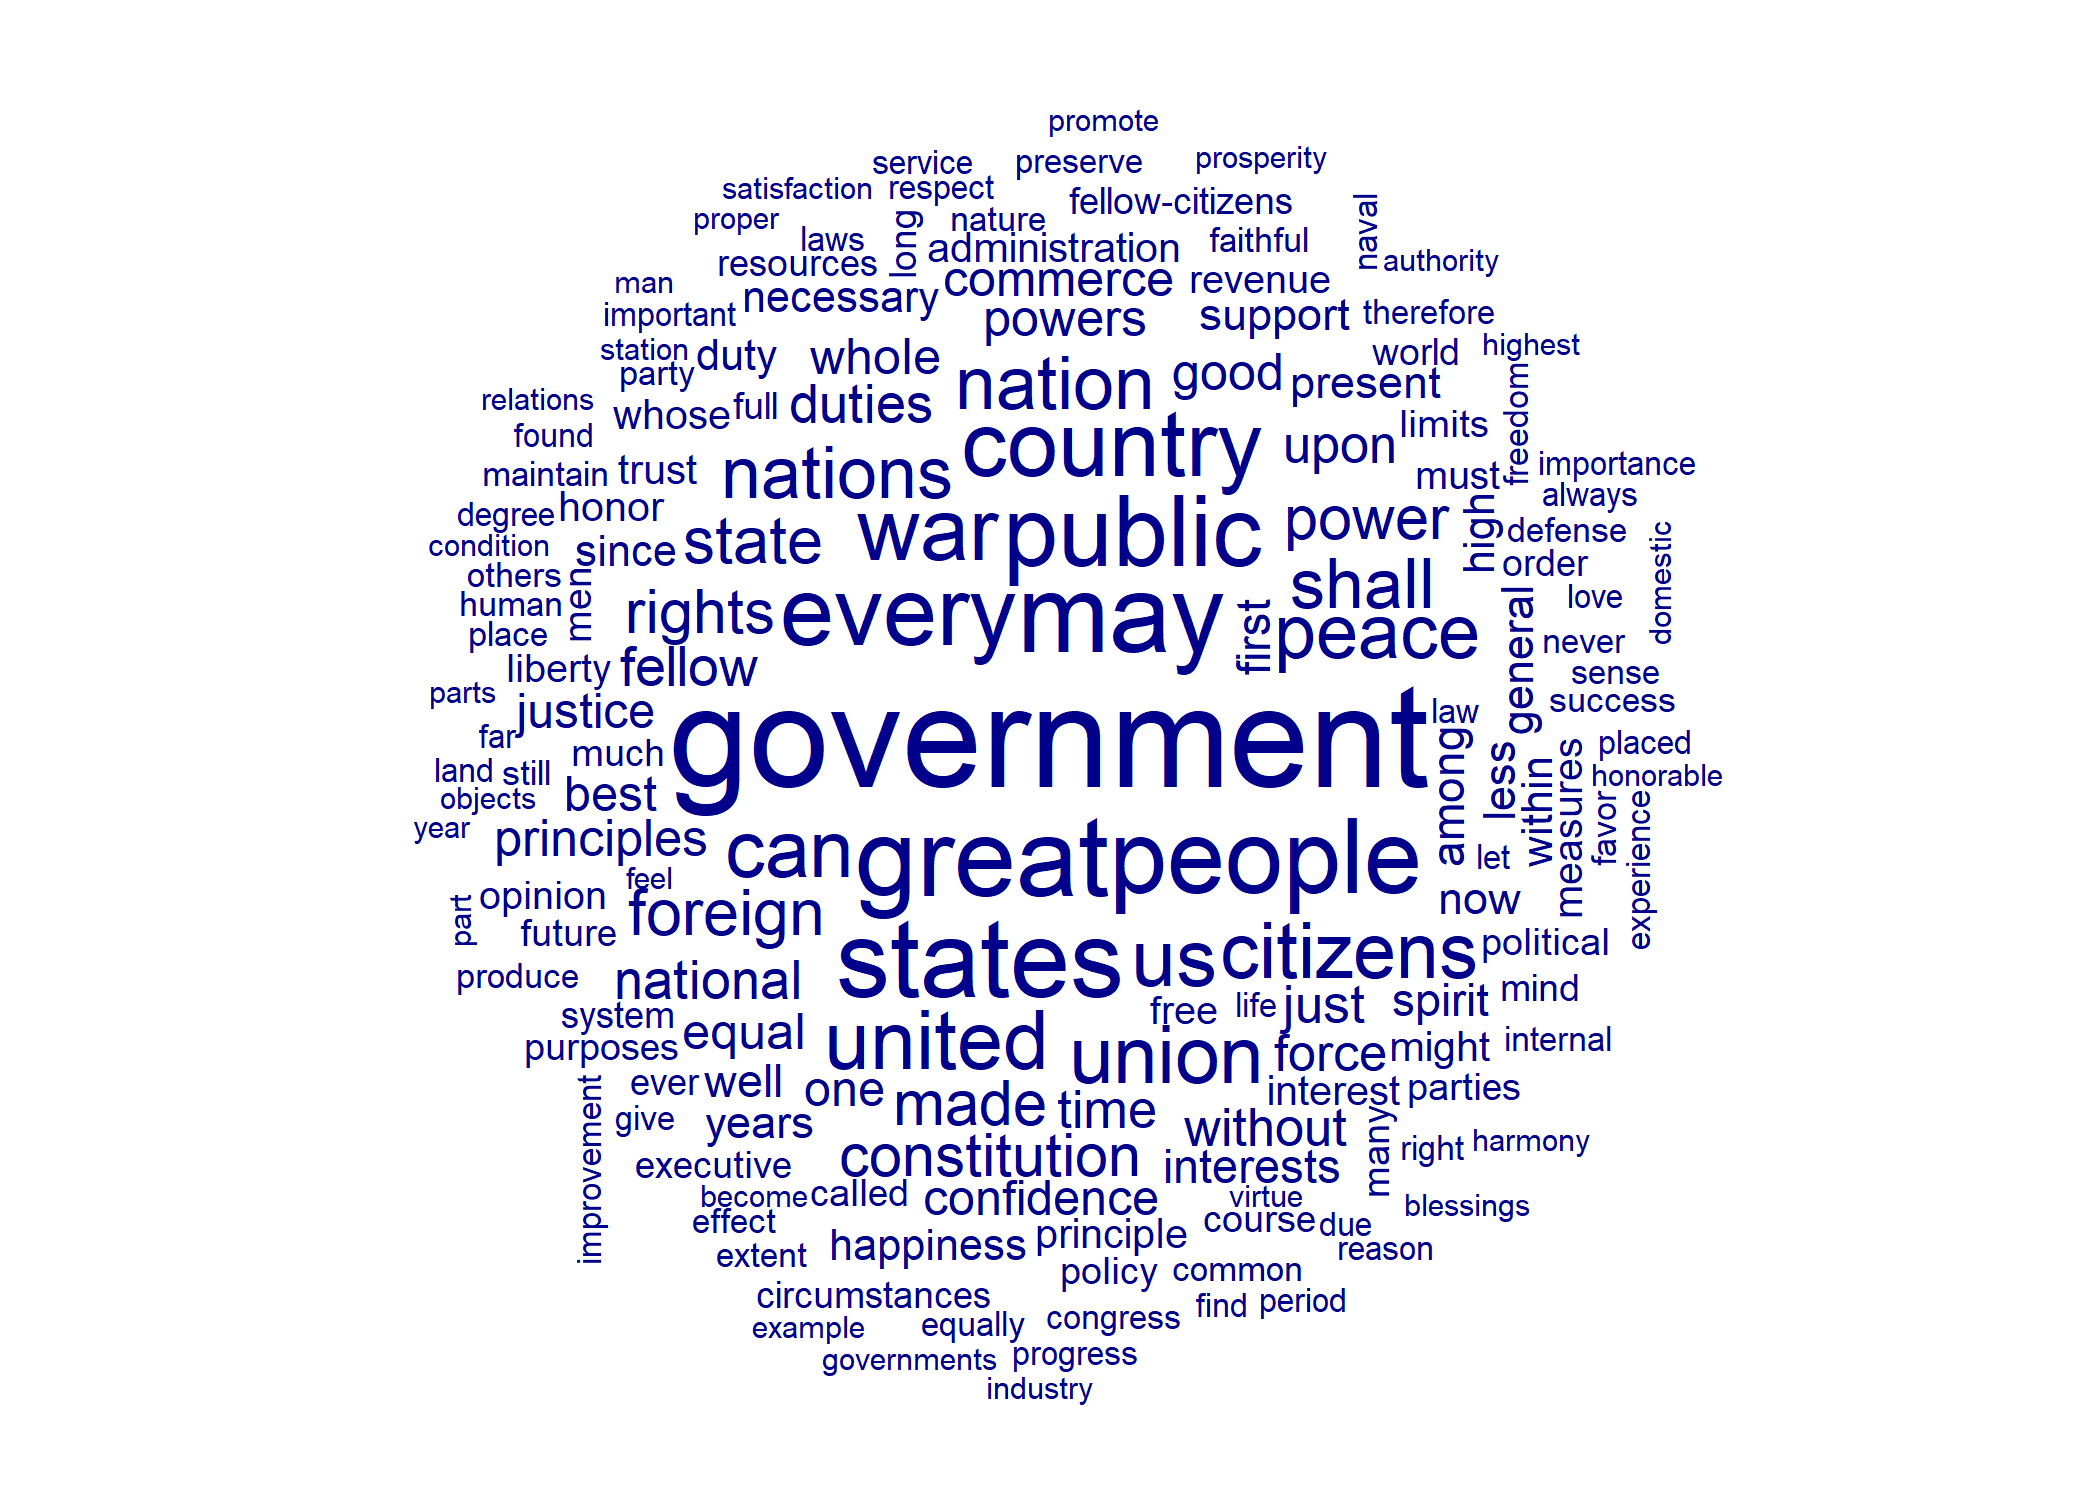 promote
service preserve prosperity
satisfaction respect fellow-citizens
proper long nature naval
laws administration faithful
resources commerce revenue authority
man necessary
important powers support therefore
station duty whole world highest
party nation good present freedom
relations whose full duties
found country upon limits
maintain trust nations must importance
degree honor war public power high always
condition since state defense
others men shall order domestic
human rights every may first general love
place peace never
liberty fellow sense
parts justice success
far much government law among placed
land still less within measures honorable
objects best favor experience
year principles can great people let
feel
part opinion foreign now
future states us citizens political
produce national mind
system free life just spirit
purposes equal united union force might internal
improvement ever well one made time interest parties
give years without many
executive constitution interests right harmony
become called confidence virtue blessings
effect principle course due
extent happiness reason
policy common
circumstances find period
example equally congress
governments progress
industry